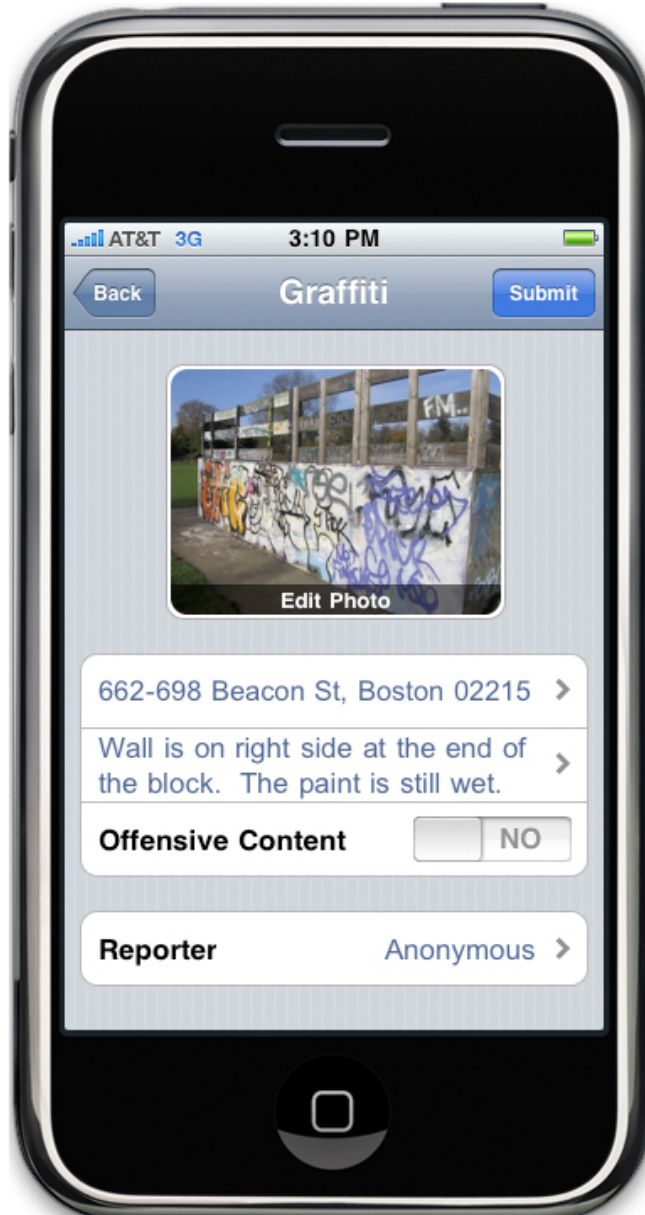 AT&T 3G 3:10 PM
Back Graffiti Submit
FM..
Edit Photo
662-698 Beacon St, Boston 02215
Wall is on right side at the end of
the block.  The paint is still wet.
Offensive Content NO
Reporter Anonymous